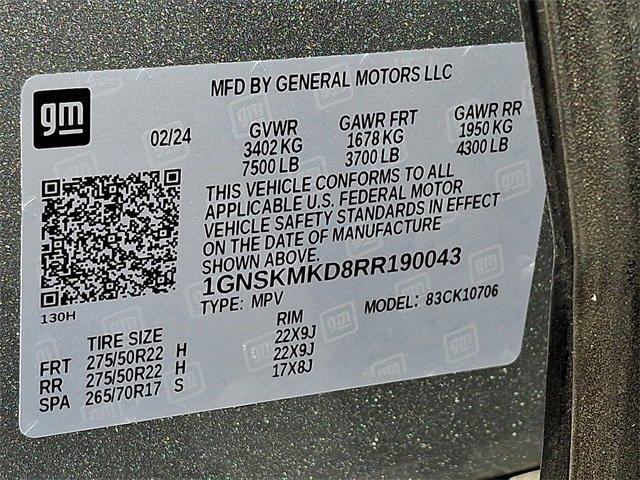 gm
MFD BY GENERAL MOTORS LLC
02/24
GVWR GAWR FRT GAWR RR
3402 KG 1678 KG 1950 KG
7500 LB 3700 LB 4300 LB
THIS VEHICLE CONFORMS TO ALL
APPLICABLE U.S. FEDERAL MOTOR
VEHICLE SAFETY STANDARDS IN EFFECT
ON THE DATE OF MANUFACTURE
SHOWN ABOVE.
1GNSKMKD8RR190043
TYPE: MPV MODEL: 83CK10706
130H
TIRE SIZE RIM
FRT 275/50R22 H 22X9J
RR 275/50R22 H 22X9J
SPA 265/70R17 S 17X8J